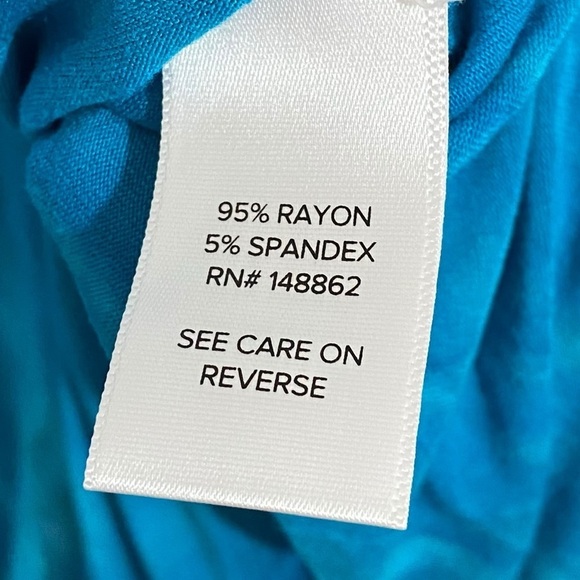 95% RAYON
5% SPANDEX
RN# 148862
SEE CARE ON
REVERSE